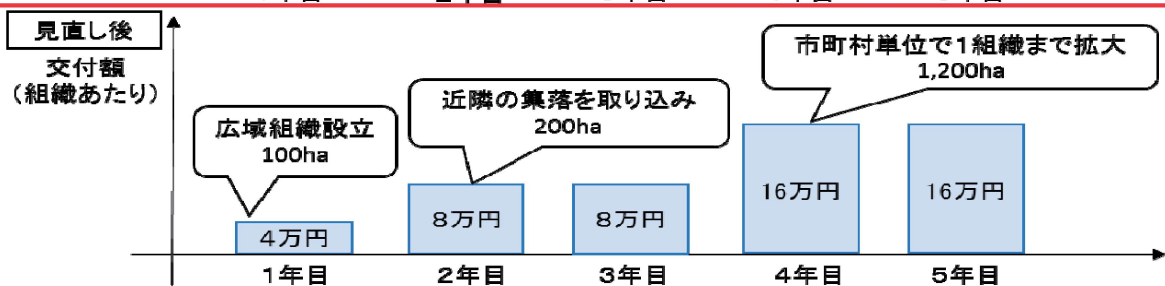 見直し後
交付額
（組織あたり）
広域組織設立
100ha
近隣の集落を取り込み
200ha
市町村単位で1組織まで拡大
1,200ha
4万円
8万円
8万円
16万円
16万円
1年目
2年目
3年目
4年目
5年目